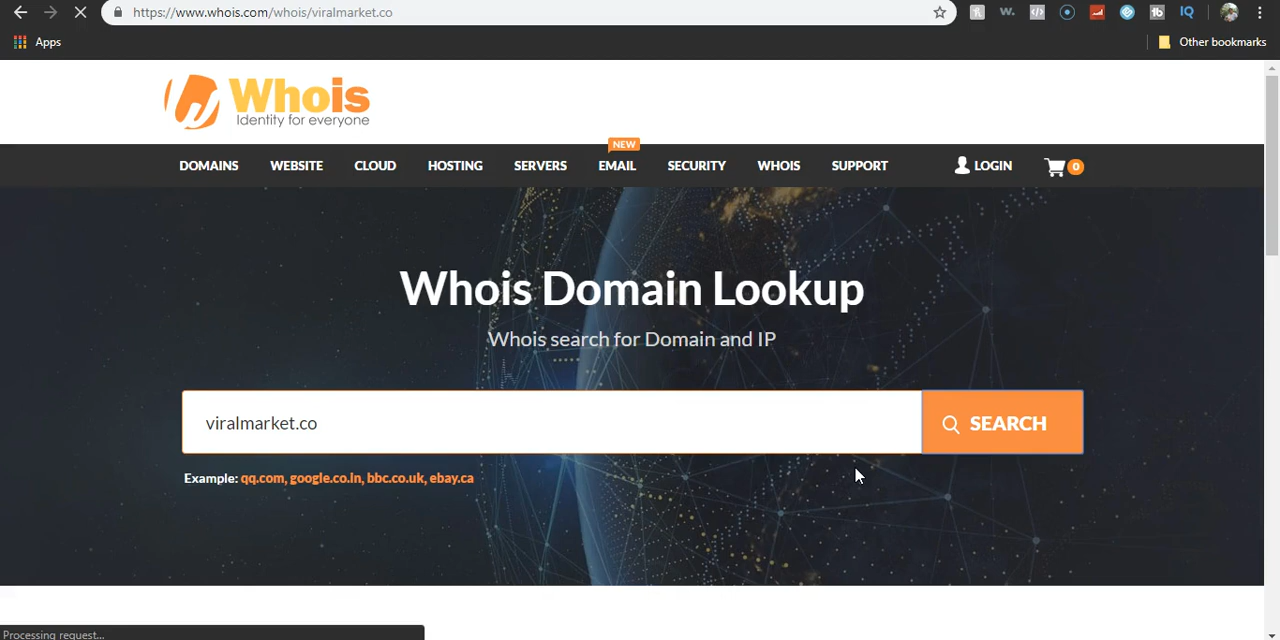 https://www.whois.com/whois/viralmarket.co
w.
tb
IQ
Apps
Other bookmarks
Whois
Identity for everyone
NEW
DOMAINS WEBSITE CLOUD HOSTING SERVERS EMAIL SECURITY WHOIS SUPPORT LOGIN 0
Whois Domain Lookup
Whois search for Domain and IP
viralmarket.co
SEARCH
Example: qq.com, google.co.in, bbc.co.uk, ebay.ca
Processing request...